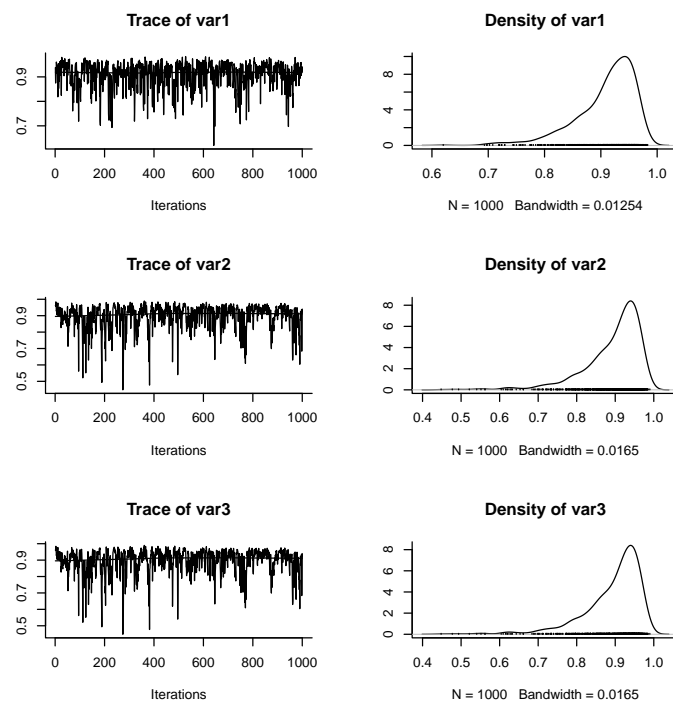 Trace of var1
0.7 0.9
0 200 400 600 800 1000
Iterations
Density of var1
0 4 8
0.6 0.7 0.8 0.9 1.0
N = 1000 Bandwidth = 0.01254
Trace of var2
0.5 0.7 0.9
0 200 400 600 800 1000
Iterations
Density of var2
0 2 4 6 8
0.4 0.5 0.6 0.7 0.8 0.9 1.0
N = 1000 Bandwidth = 0.0165
Trace of var3
0.5 0.7 0.9
0 200 400 600 800 1000
Iterations
Density of var3
0 2 4 6 8
0.4 0.5 0.6 0.7 0.8 0.9 1.0
N = 1000 Bandwidth = 0.0165